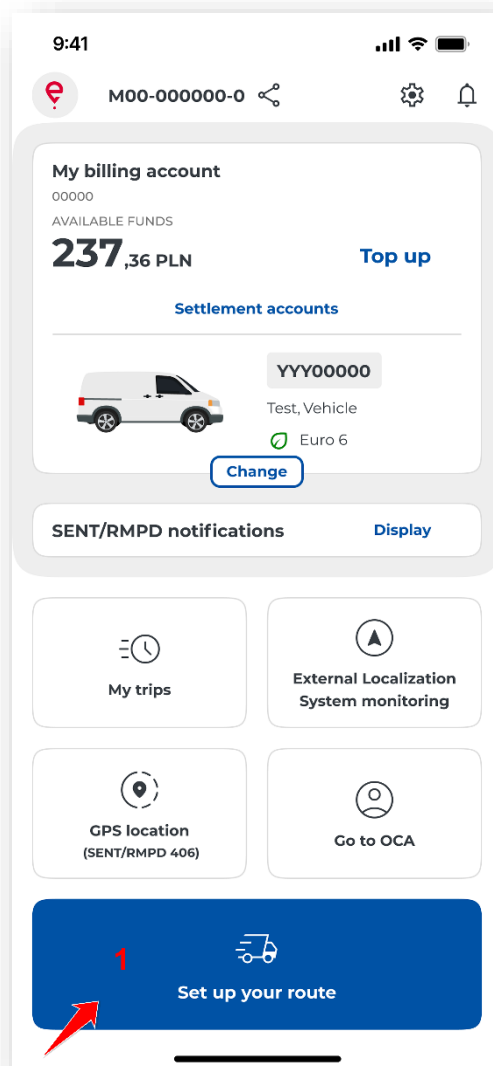 9:41
M00-000000-0
My billing account
00000
AVAILABLE FUNDS
237,36 PLN
Top up
Settlement accounts
YYY00000
Test, Vehicle
Euro 6
Change
SENT/RMPD notifications
Display
My trips
External Localization
System monitoring
GPS location
(SENT/RMPD 406)
Go to OCA
1
Set up your route